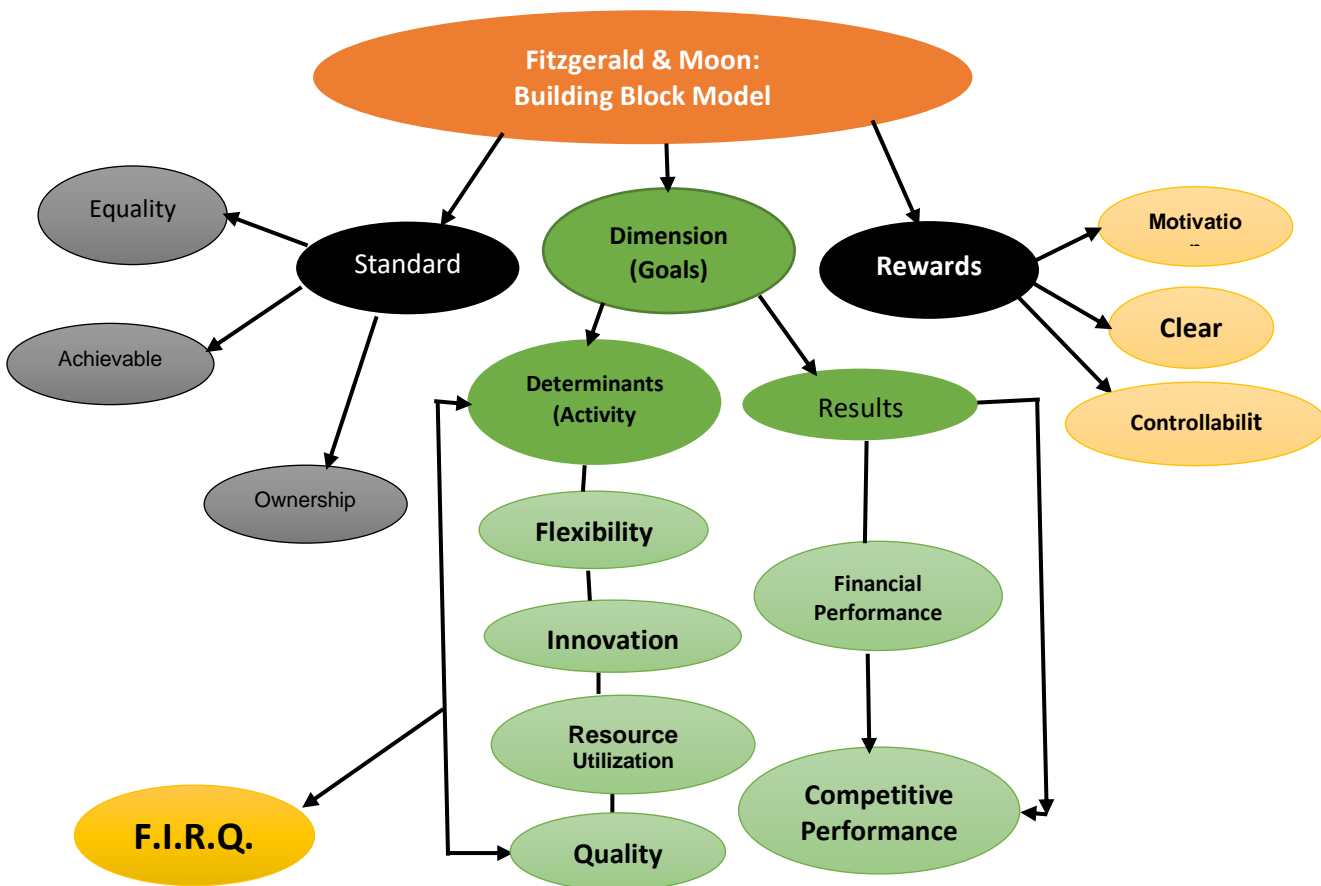 Fitzgerald & Moon:
Building Block Model
Equality
Standard
Dimension
(Goals)
Rewards
Motivatio
Clear
Controllabilit
Achievable
Ownership
Determinants
(Activity
Results
Flexibility
Innovation
Resource
Utilization
Quality
Financial
Performance
Competitive
Performance
F.I.R.Q.